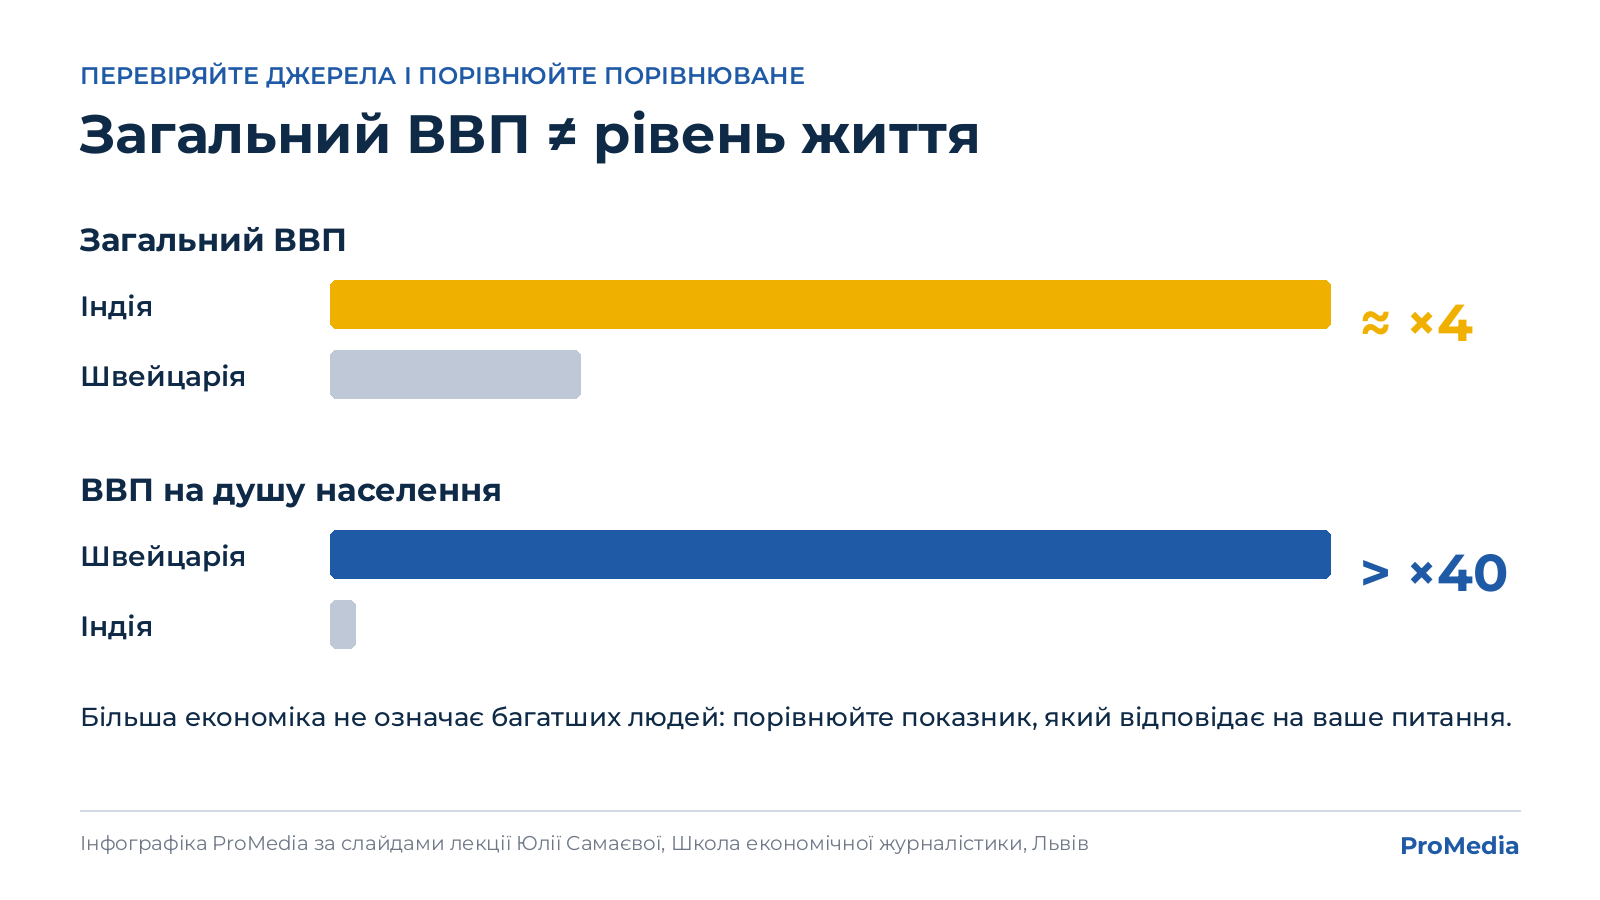 ПЕРЕВІРЯЙТЕ ДЖЕРЕЛА І ПОРІВНЮЙТЕ ПОРІВНЮВАНЕ
Загальний ВВП ≠ рівень життя
Загальний ВВП
Індія
≈ ×4
Швейцарія
ВВП на душу населення
Швейцарія
> ×40
Індія
Більша економіка не означає багатших людей: порівнюйте показник, який відповідає на ваше питання.
Інфографіка ProMedia за слайдами лекції Юлії Самаєвої, Школа економічної журналістики, Львів
ProMedia